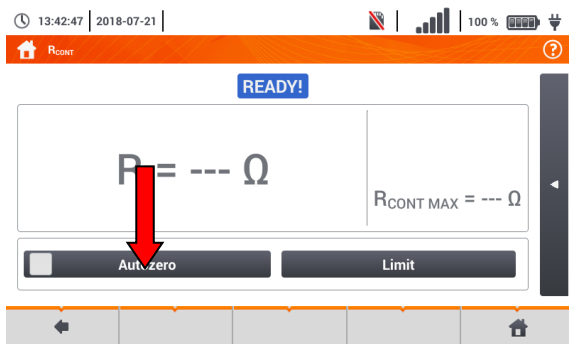 13:42:47 2018-07-21 100 %
RCONT
READY!
R = --- Ω
RCONT MAX = --- Ω
Autozero Limit